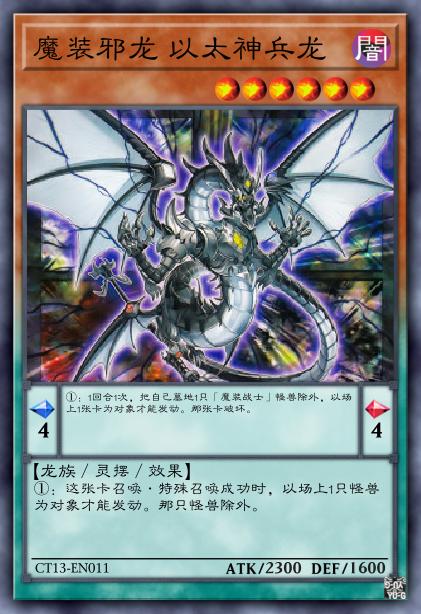 魔装邪龙 以太神兵龙
闇
①：1回合1次，把自己墓地1只「魔装战士」怪兽除外，以场
上1张卡为对象才能发动。那张卡破坏。
4
4
【龙族／灵摆／效果】
①：这张卡召唤·特殊召唤成功时，以场上1只怪兽
为对象才能发动。那只怪兽除外。
CT13-EN011
ATK/2300 DEF/1600